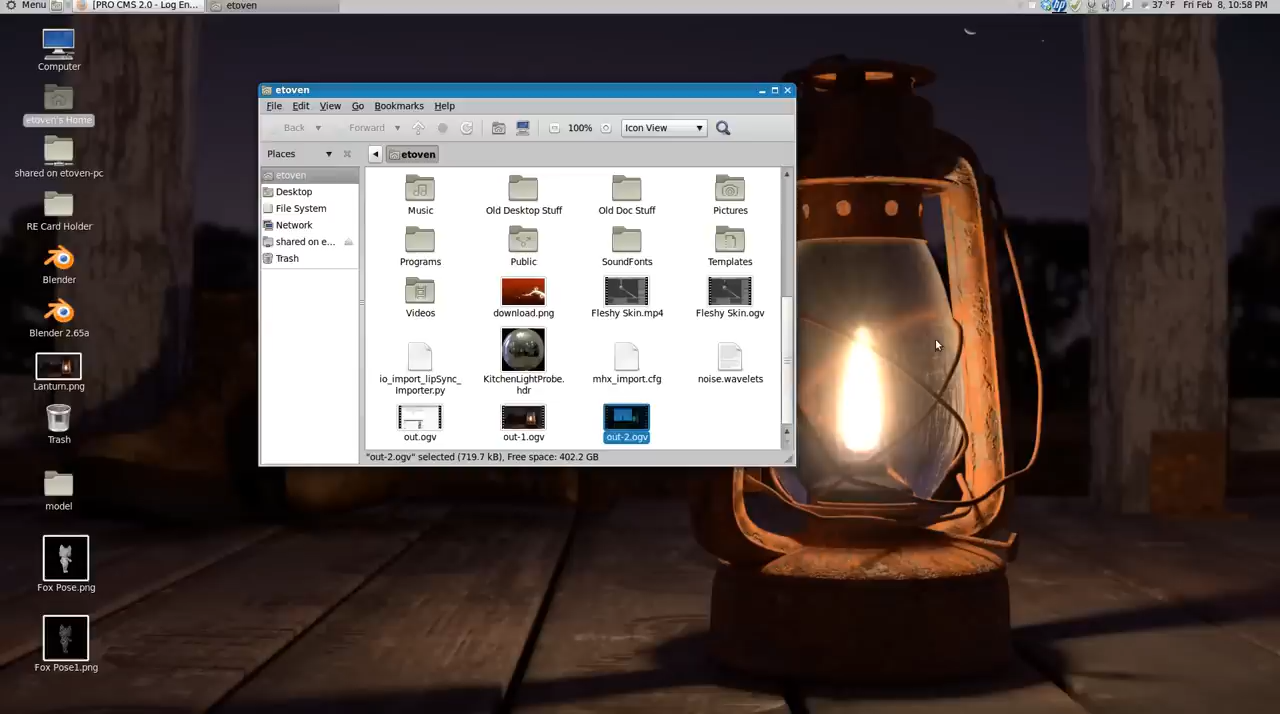 Menu [PRO CMS 2.0 - Log En... etoven hp 37 °F Fri Feb 8, 10:58 PM
Computer
etoven's Home
shared on etoven-pc
RE Card Holder
Blender
Blender 2.65a
Lanturn.png
Trash
model
Fox Pose.png
Fox Pose1.png
etoven
File Edit View Go Bookmarks Help
Back Forward 100% Icon View
Places etoven
etoven
Desktop
File System
Network
shared on e...
Trash
Music Old Desktop Stuff Old Doc Stuff Pictures
Programs Public SoundFonts Templates
Videos download.png Fleshy Skin.mp4 Fleshy Skin.ogv
io_import_lipSync_ KitchenLightProbe. mhx_import.cfg noise.wavelets
Importer.py hdr
out.ogv out-1.ogv out-2.ogv
"out-2.ogv" selected (719.7 kB), Free space: 402.2 GB